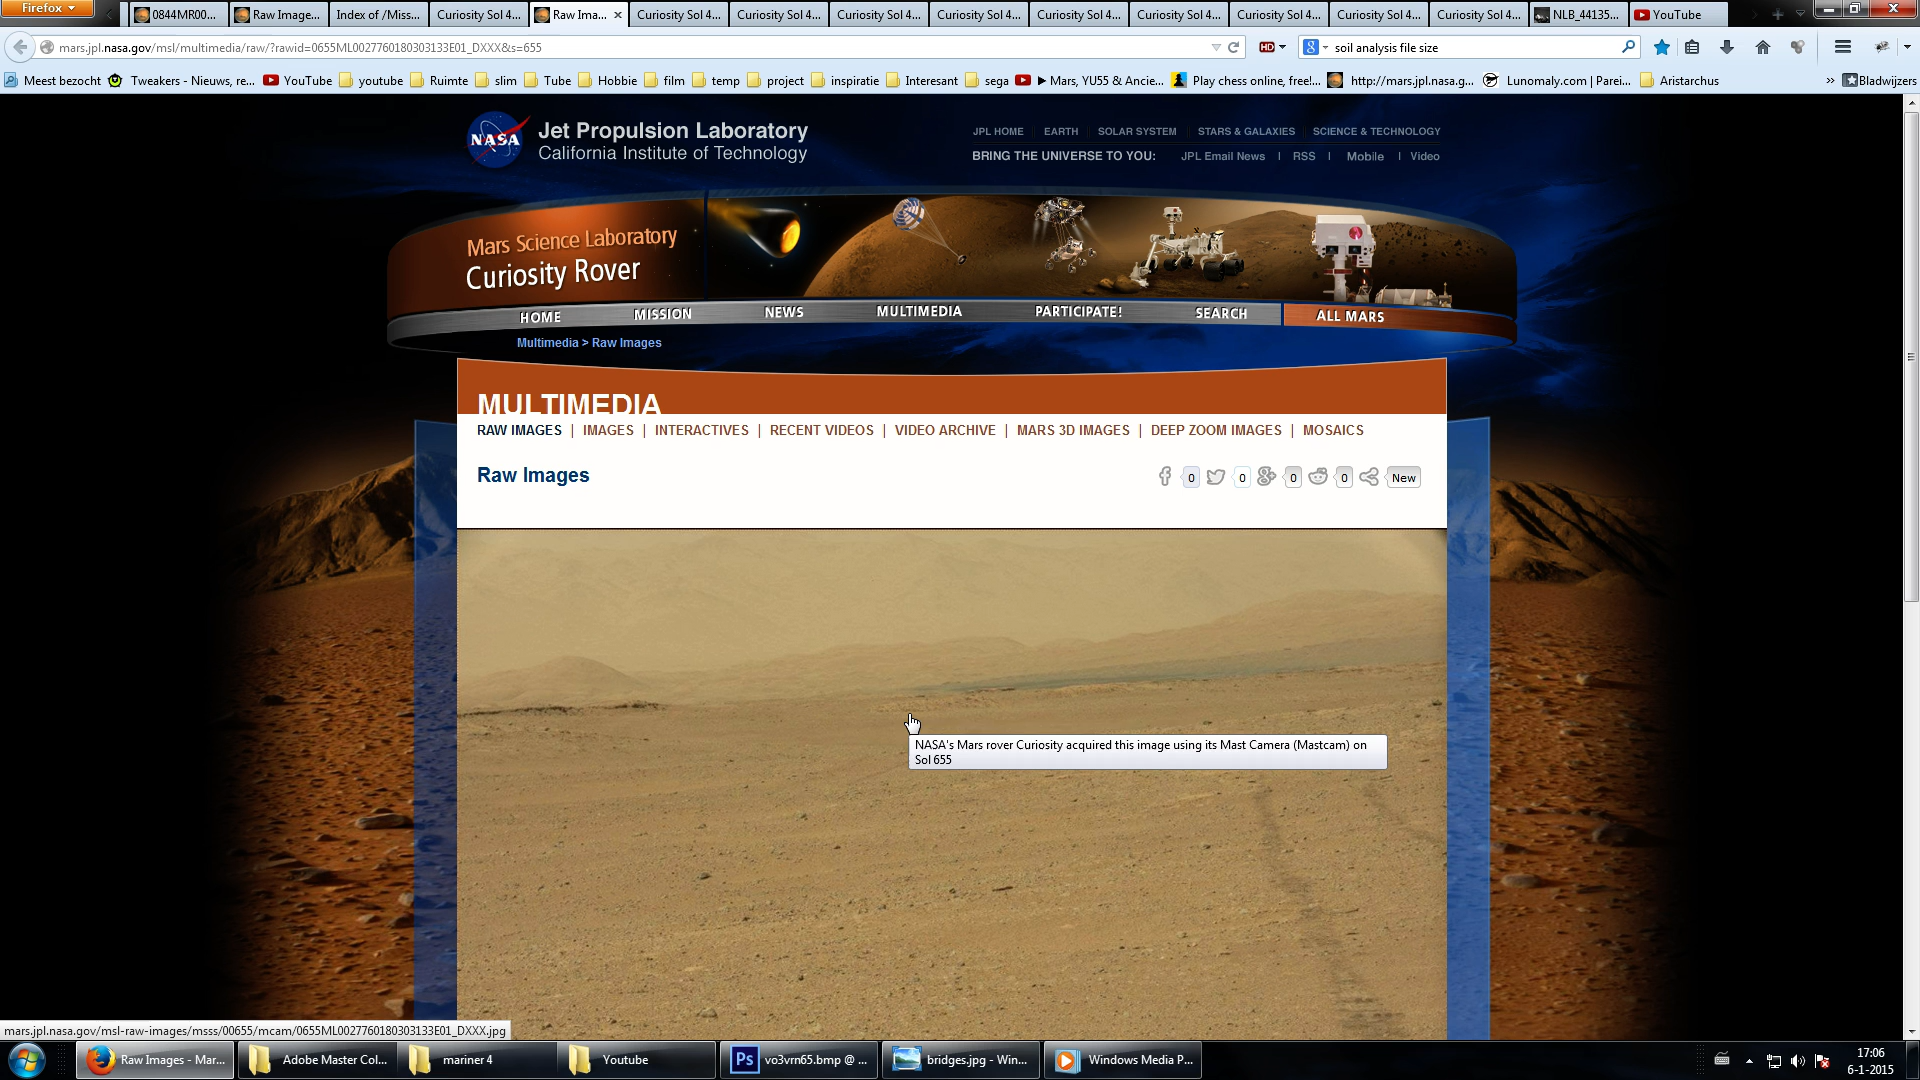 Firefox
0844MR00...
Raw Image...
Index of /Miss...
Curiosity Sol 4...
Raw Ima...
Curiosity Sol 4...
Curiosity Sol 4...
Curiosity Sol 4...
Curiosity Sol 4...
Curiosity Sol 4...
Curiosity Sol 4...
Curiosity Sol 4...
Curiosity Sol 4...
Curiosity Sol 4...
NLB_44135...
YouTube
mars.jpl.nasa.gov/msl/multimedia/raw/?rawid=0655ML0027760180303133E01_DXXX&s=655
HD
8
soil analysis file size
Meest bezocht
Tweakers - Nieuws, re...
YouTube
youtube
Ruimte
slim
Tube
Hobbie
film
temp
project
inspiratie
Interesant
sega
▶ Mars, YU55 & Ancie...
Play chess online, free!...
http://mars.jpl.nasa.g...
Lunomaly.com | Parei...
Aristarchus
»
Bladwijzers
NASA
Jet Propulsion Laboratory
California Institute of Technology
JPL HOME EARTH SOLAR SYSTEM STARS & GALAXIES SCIENCE & TECHNOLOGY
BRING THE UNIVERSE TO YOU: JPL Email News | RSS | Mobile | Video
Mars Science Laboratory
Curiosity Rover
HOME MISSION NEWS MULTIMEDIA PARTICIPATE! SEARCH ALL MARS
Multimedia > Raw Images
MULTIMEDIA
RAW IMAGES | IMAGES | INTERACTIVES | RECENT VIDEOS | VIDEO ARCHIVE | MARS 3D IMAGES | DEEP ZOOM IMAGES | MOSAICS
Raw Images
0 0 0 0 New
NASA's Mars rover Curiosity acquired this image using its Mast Camera (Mastcam) on
Sol 655
mars.jpl.nasa.gov/msl-raw-images/msss/00655/mcam/0655ML0027760180303133E01_DXXX.jpg
Raw Images - Mar...
Adobe Master Col...
mariner 4
Youtube
Ps
vo3vrn65.bmp @ ...
bridges.jpg - Win...
Windows Media P...
17:06
6-1-2015